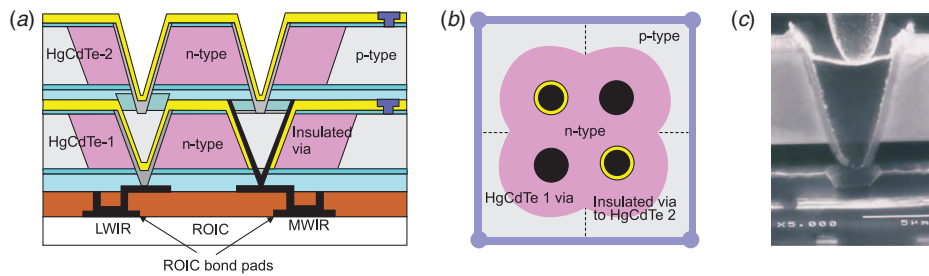 (a)
HgCdTe-2
n-type
p-type
HgCdTe-1
n-type
Insulated
via
LWIR
ROIC
MWIR
ROIC bond pads
(b)
p-type
n-type
HgCdTe 1 via
Insulated via
to HgCdTe 2
(c)
X5,000
5μm